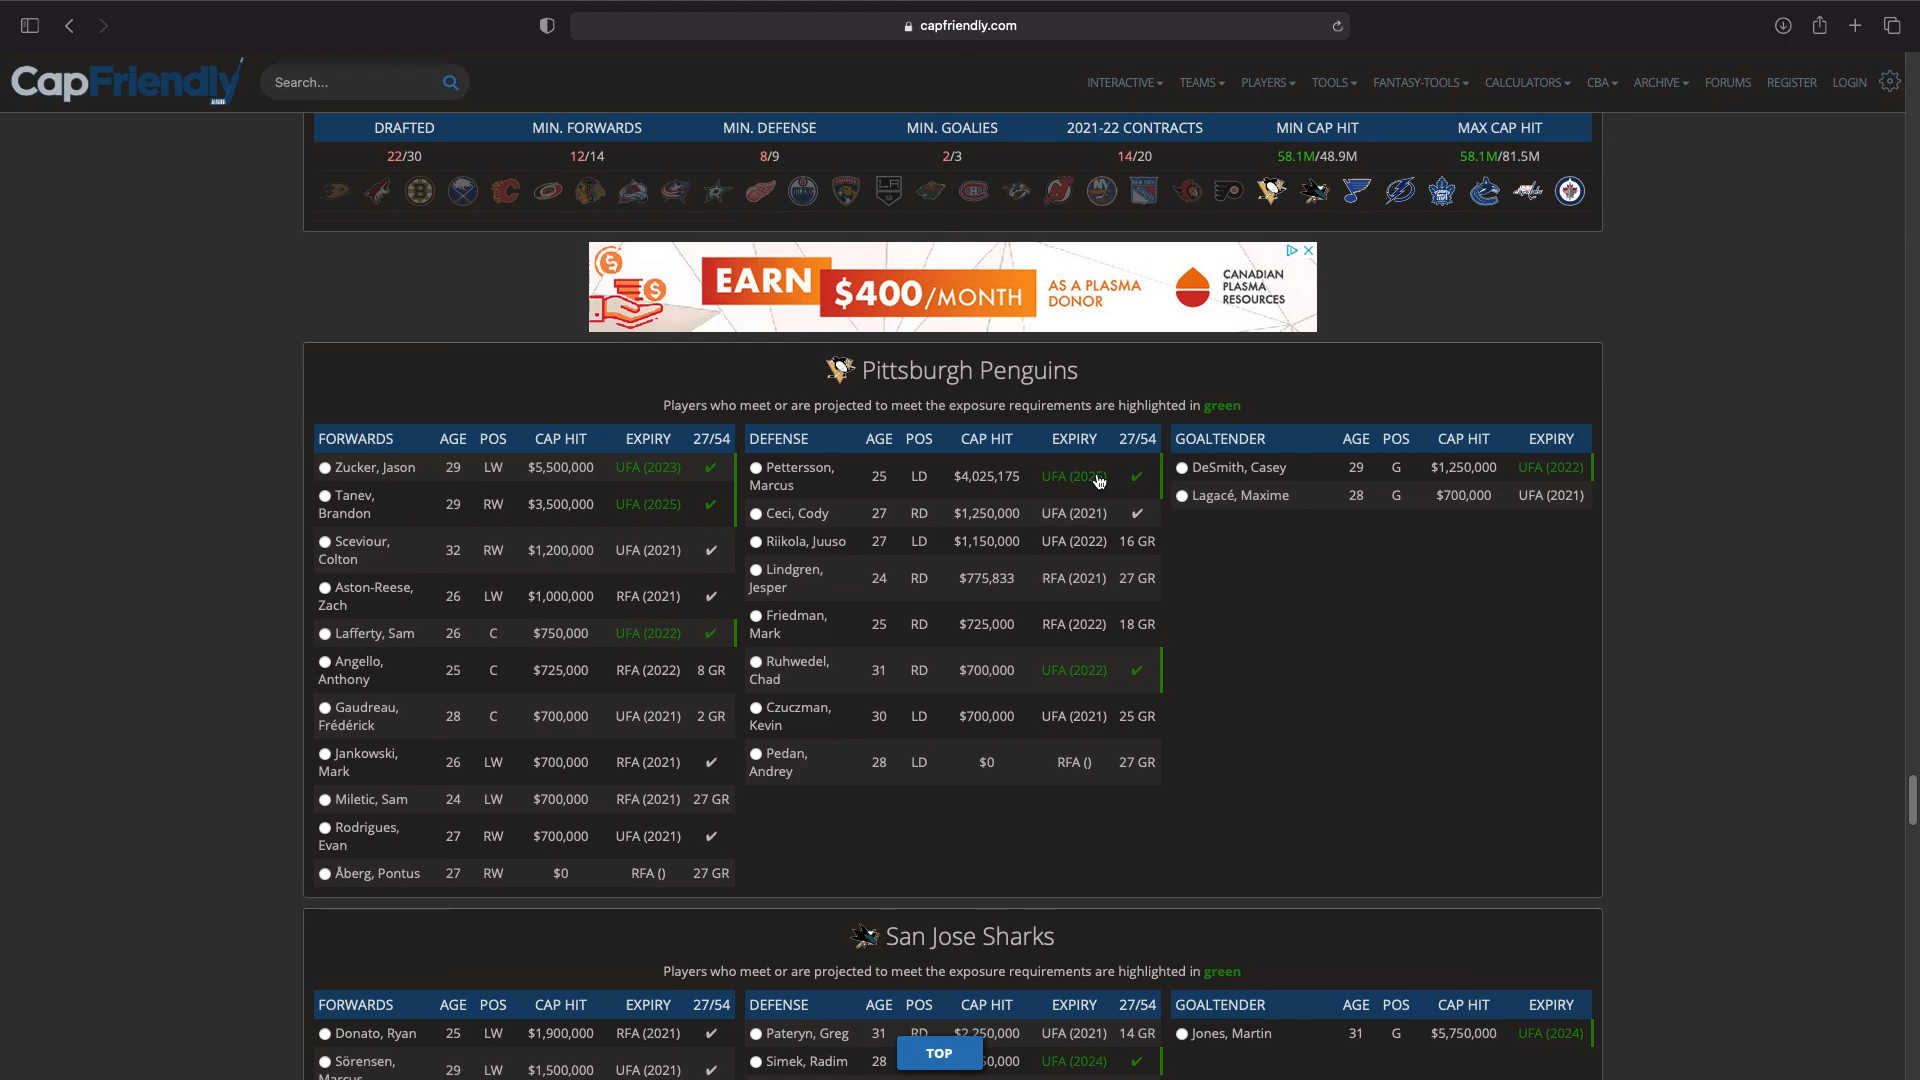 capfriendly.com
CapFriendly
.com
Search...
INTERACTIVE TEAMS PLAYERS TOOLS FANTASY-TOOLS CALCULATORS CBA ARCHIVE FORUMS REGISTER LOGIN
DRAFTED MIN. FORWARDS MIN. DEFENSE MIN. GOALIES 2021-22 CONTRACTS MIN CAP HIT MAX CAP HIT
22/30 12/14 8/9 2/3 14/20 58.1M/48.9M 58.1M/81.5M
EARN $400/MONTH AS A PLASMA DONOR CANADIAN PLASMA RESOURCES
Pittsburgh Penguins
Players who meet or are projected to meet the exposure requirements are highlighted in green
FORWARDS AGE POS CAP HIT EXPIRY 27/54
Zucker, Jason 29 LW $5,500,000 UFA (2023) ✔
Tanev, Brandon 29 RW $3,500,000 UFA (2025) ✔
Sceviour, Colton 32 RW $1,200,000 UFA (2021) ✔
Aston-Reese, Zach 26 LW $1,000,000 RFA (2021) ✔
Lafferty, Sam 26 C $750,000 UFA (2022) ✔
Angello, Anthony 25 C $725,000 RFA (2022) 8 GR
Gaudreau, Frédérick 28 C $700,000 UFA (2021) 2 GR
Jankowski, Mark 26 LW $700,000 RFA (2021) ✔
Miletic, Sam 24 LW $700,000 RFA (2021) 27 GR
Rodrigues, Evan 27 RW $700,000 UFA (2021) ✔
Åberg, Pontus 27 RW $0 RFA () 27 GR
DEFENSE AGE POS CAP HIT EXPIRY 27/54
Pettersson, Marcus 25 LD $4,025,175 UFA ✔
Ceci, Cody 27 RD $1,250,000 UFA (2021) ✔
Riikola, Juuso 27 LD $1,150,000 UFA (2022) 16 GR
Lindgren, Jesper 24 RD $775,833 RFA (2021) 27 GR
Friedman, Mark 25 RD $725,000 RFA (2022) 18 GR
Ruhwedel, Chad 31 RD $700,000 UFA (2022) ✔
Czuczman, Kevin 30 LD $700,000 UFA (2021) 25 GR
Pedan, Andrey 28 LD $0 RFA () 27 GR
GOALTENDER AGE POS CAP HIT EXPIRY
DeSmith, Casey 29 G $1,250,000 UFA (2022)
Lagacé, Maxime 28 G $700,000 UFA (2021)
San Jose Sharks
Players who meet or are projected to meet the exposure requirements are highlighted in green
FORWARDS AGE POS CAP HIT EXPIRY 27/54
Donato, Ryan 25 LW $1,900,000 RFA (2021) ✔
Sörensen, Marcus 29 LW $1,500,000 UFA (2021) ✔
DEFENSE AGE POS CAP HIT EXPIRY 27/54
Pateryn, Greg 31 RD $2,250,000 UFA (2021) 14 GR
Simek, Radim 28 UFA (2024) ✔
GOALTENDER AGE POS CAP HIT EXPIRY
Jones, Martin 31 G $5,750,000 UFA (2024)
TOP